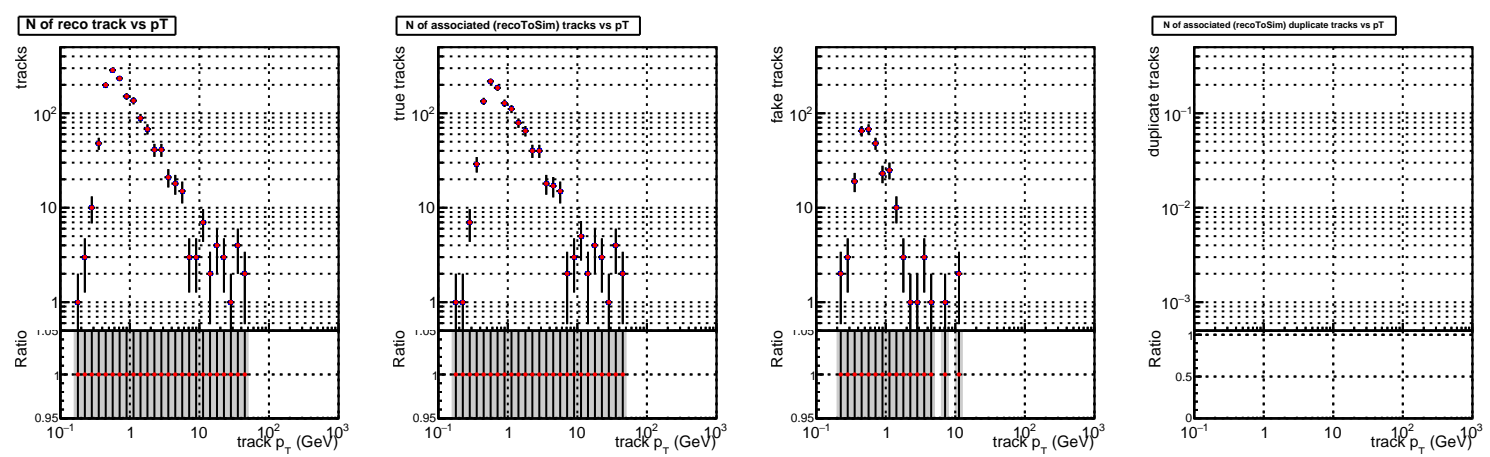 N of reco track vs pT
tracks
10²
10
1
1.05
Ratio
1
0.95
10⁻¹ 1 10 10² 10³
track p_T (GeV)
N of associated (recoToSim) tracks vs pT
true tracks
10²
10
1
1.05
Ratio
1
0.95
10⁻¹ 1 10 10² 10³
track p_T (GeV)
fake tracks
10²
10
1
1.05
Ratio
1
0.95
10⁻¹ 1 10 10² 10³
track p_T (GeV)
N of associated (recoToSim) duplicate tracks vs pT
duplicate tracks
10⁻¹
10⁻²
10⁻³
Ratio
1
0.5
0
10⁻¹ 1 10 10² 10³
track p_T (GeV)